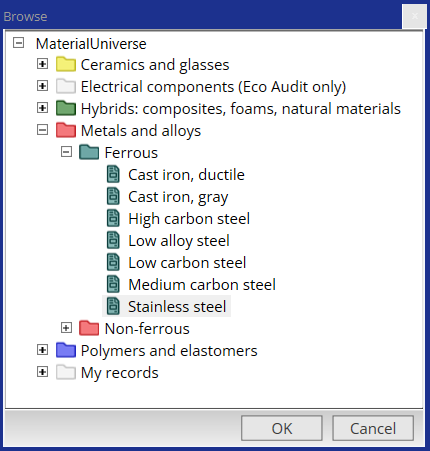 Browse
MaterialUniverse
Ceramics and glasses
Electrical components (Eco Audit only)
Hybrids: composites, foams, natural materials
Metals and alloys
Ferrous
Cast iron, ductile
Cast iron, gray
High carbon steel
Low alloy steel
Low carbon steel
Medium carbon steel
Stainless steel
Non-ferrous
Polymers and elastomers
My records
OK Cancel